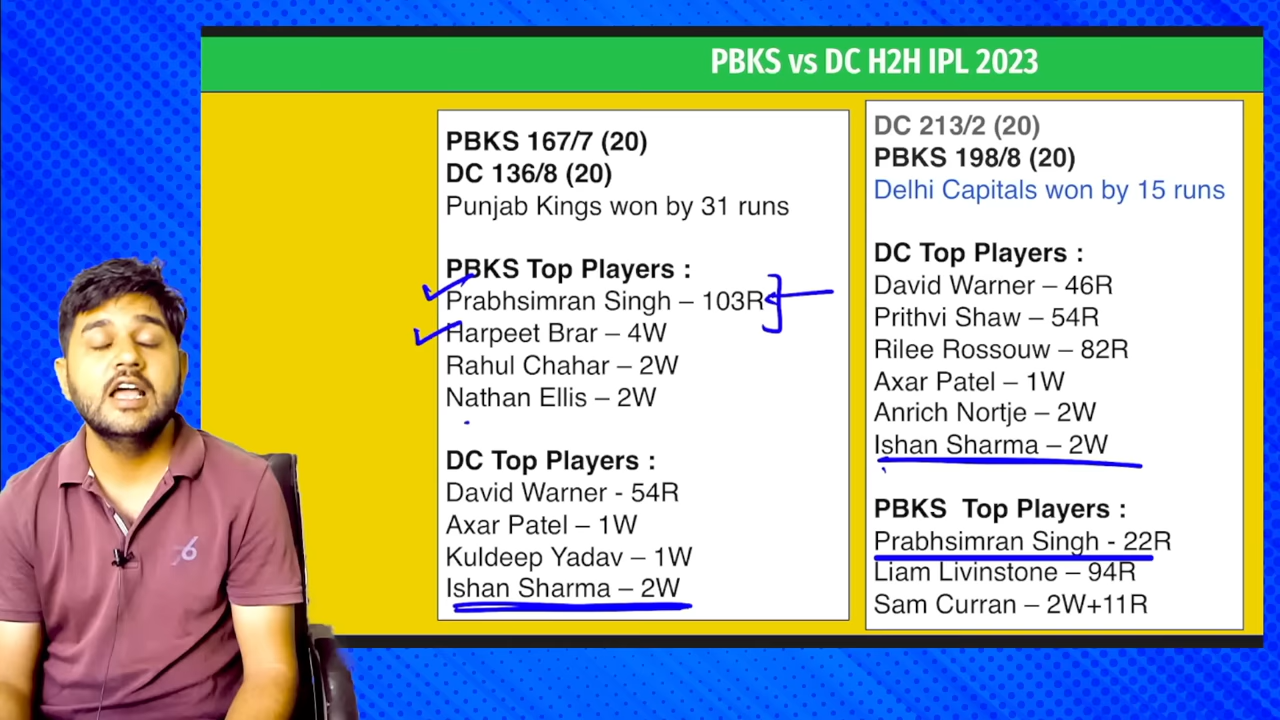 PBKS vs DC H2H IPL 2023
PBKS 167/7 (20)
DC 136/8 (20)
Punjab Kings won by 31 runs
PBKS Top Players :
Prabhsimran Singh – 103R
Harpeet Brar – 4W
Rahul Chahar – 2W
Nathan Ellis – 2W
DC Top Players :
David Warner - 54R
Axar Patel – 1W
Kuldeep Yadav – 1W
Ishan Sharma – 2W
DC 213/2 (20)
PBKS 198/8 (20)
Delhi Capitals won by 15 runs
DC Top Players :
David Warner – 46R
Prithvi Shaw – 54R
Rilee Rossouw – 82R
Axar Patel – 1W
Anrich Nortje – 2W
Ishan Sharma – 2W
PBKS  Top Players :
Prabhsimran Singh - 22R
Liam Livinstone – 94R
Sam Curran – 2W+11R